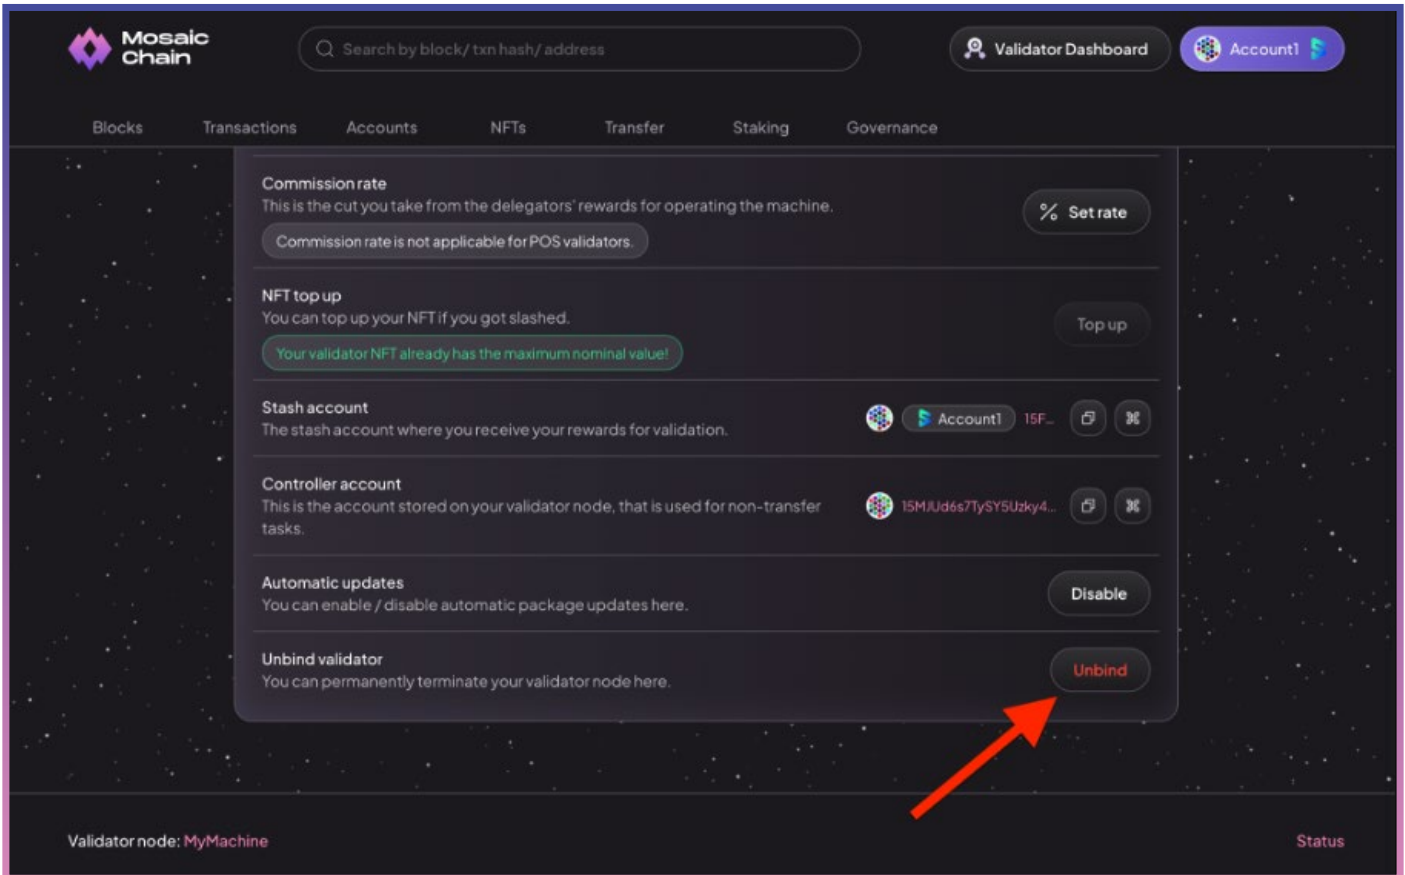 Mosaic
Chain
Search by block/ txn hash/ address
Validator Dashboard
Account1
Blocks
Transactions
Accounts
NFTs
Transfer
Staking
Governance
Commission rate
This is the cut you take from the delegators' rewards for operating the machine.
Set rate
Commission rate is not applicable for POS validators.
NFT top up
You can top up your NFT if you got slashed.
Top up
Your validator NFT already has the maximum nominal value!
Stash account
The stash account where you receive your rewards for validation.
Account1
15F...
Controller account
This is the account stored on your validator node, that is used for non-transfer
tasks.
15MJUd6s7TySY5Uzky4...
Automatic updates
You can enable / disable automatic package updates here.
Disable
Unbind validator
You can permanently terminate your validator node here.
Unbind
Validator node: MyMachine
Status